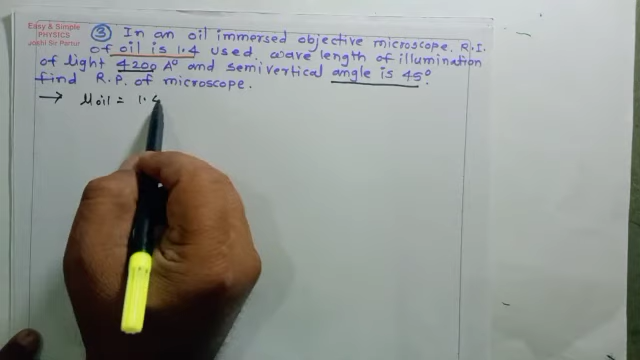 Easy & Simple
PHYSICS
Joshi Sir Partur
③ In an oil immersed objective microscope. R.I.
of oil is 1.4 used, wave length of illumination
of light 4200 A° and semivertical angle is 45°
find R.P. of microscope.
→ μoil = 1.4